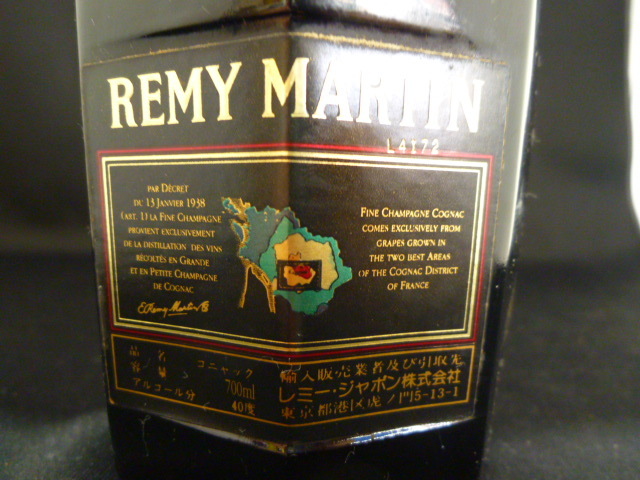 REMY MARTIN
L4172
PAR DÉCRET
DU 13 JANVIER 1938
(ART. 1) LA FINE CHAMPAGNE
PROVIENT EXCLUSIVEMENT
DE LA DISTILLATION DES VINS
RÉCOLTÉS EN GRANDE
ET EN PETITE CHAMPAGNE
DE COGNAC
E. Remy Martin
FINE CHAMPAGNE COGNAC
COMES EXCLUSIVELY FROM
GRAPES GROWN IN
THE TWO BEST AREAS
OF THE COGNAC DISTRICT
OF FRANCE
品名 コニャック
容量 700ml
アルコール分 40度
輸入販売業者及び引取先
レミー・ジャポン株式会社
東京都港区虎ノ門5-13-1